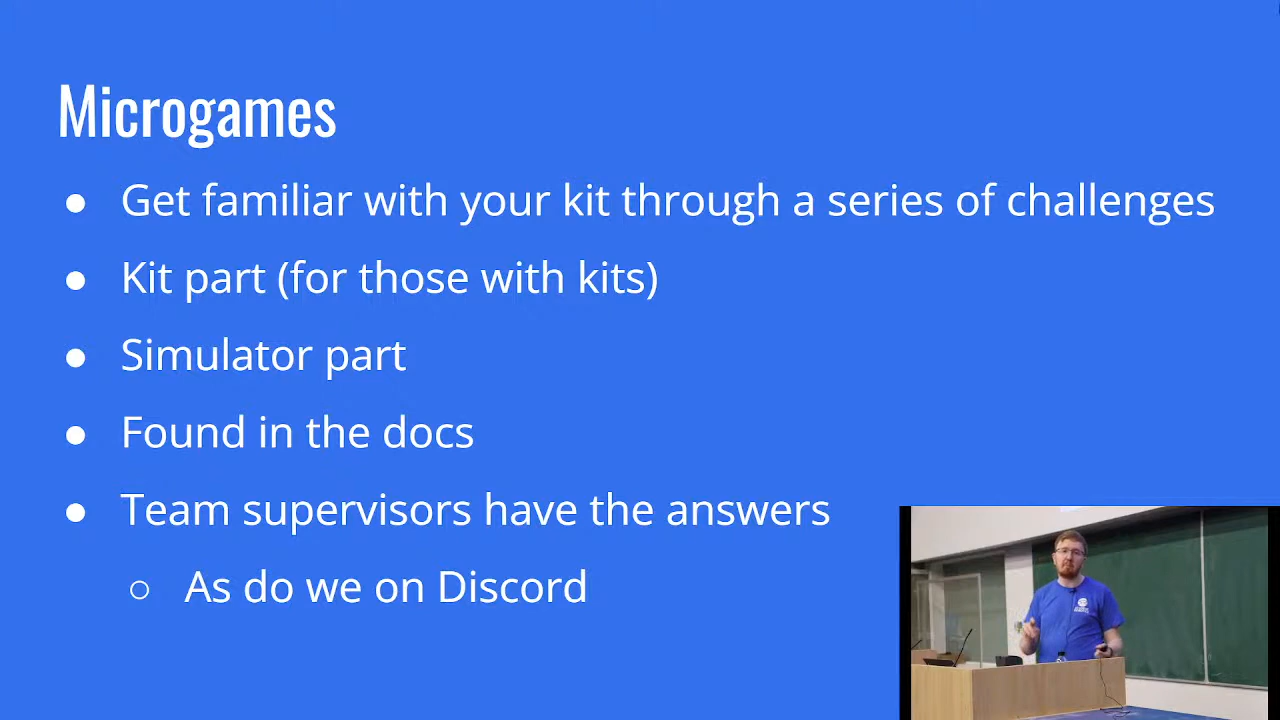 Microgames
● Get familiar with your kit through a series of challenges
● Kit part (for those with kits)
● Simulator part
● Found in the docs
● Team supervisors have the answers
○ As do we on Discord